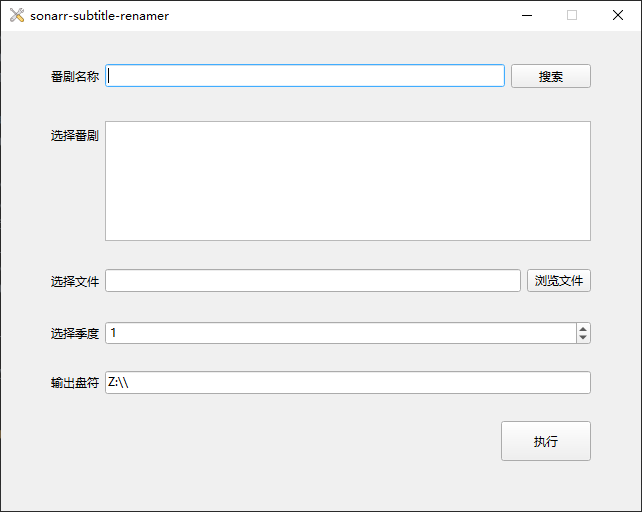 sonarr-subtitle-renamer
番剧名称 搜索
选择番剧
选择文件 浏览文件
选择季度 1
输出盘符 Z:\\
执行